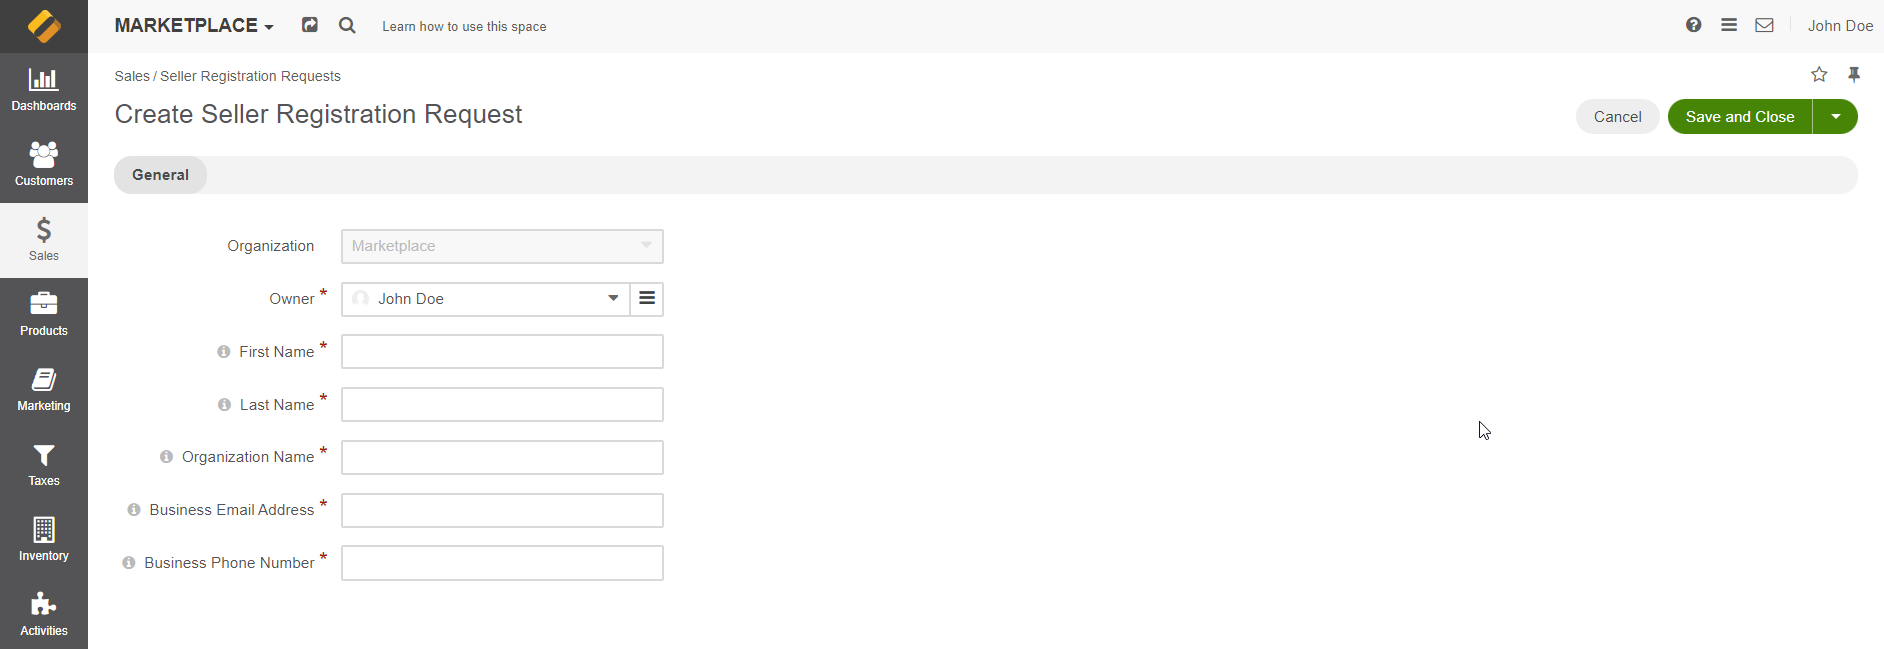 MARKETPLACE
Learn how to use this space
John Doe
Dashboards
Customers
Sales
Products
Marketing
Taxes
Inventory
Activities
Sales / Seller Registration Requests
Create Seller Registration Request
Cancel
Save and Close
General
Organization
Marketplace
Owner *
John Doe
First Name *
Last Name *
Organization Name *
Business Email Address *
Business Phone Number *